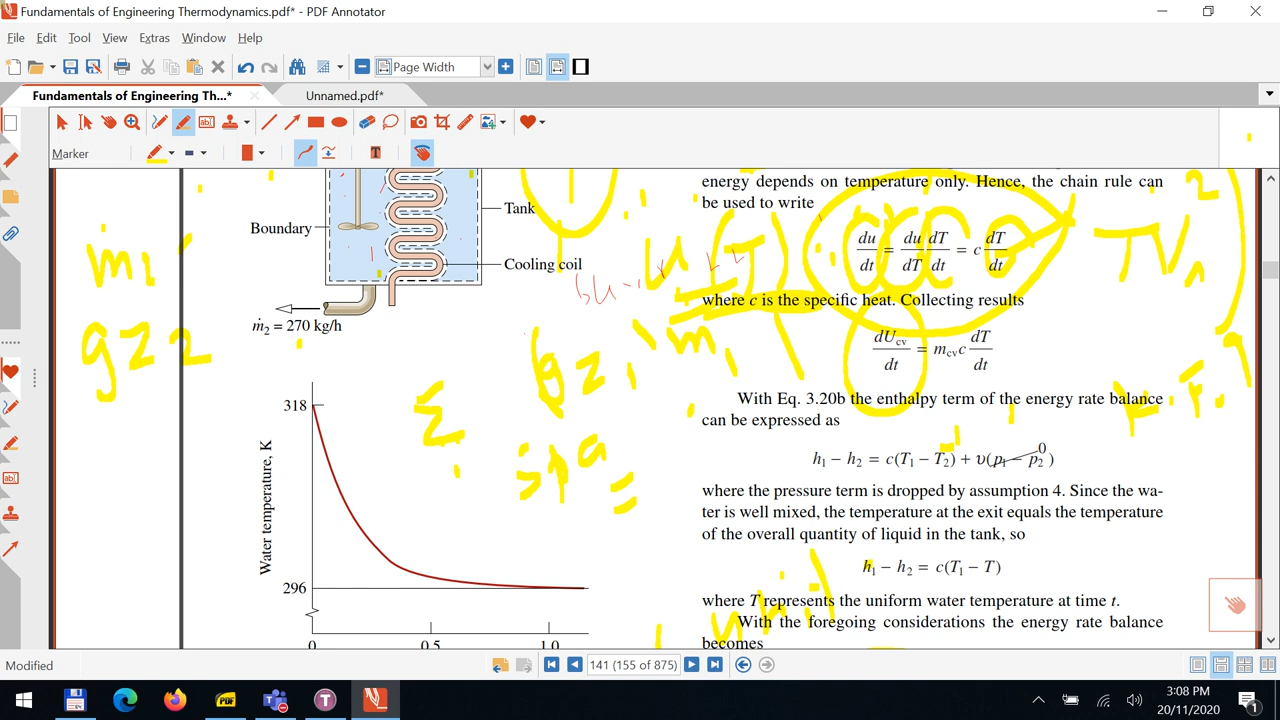 Fundamentals of Engineering Thermodynamics.pdf* - PDF Annotator
File Edit Tool View Extras Window Help
Page Width
Fundamentals of Engineering Th...* Unnamed.pdf*
Marker
Boundary
Tank
Cooling coil
ṁ₂ = 270 kg/h
318
296
Water temperature, K
0 0.5 1.0
energy depends on temperature only. Hence, the chain rule can
be used to write
du/dt = du/dT dT/dt = c dT/dt
where c is the specific heat. Collecting results
dU_cv/dt = m_cv c dT/dt
With Eq. 3.20b the enthalpy term of the energy rate balance
can be expressed as
h₁ − h₂ = c(T₁ − T₂) + υ(p₁ − p₂) 0
where the pressure term is dropped by assumption 4. Since the wa-
ter is well mixed, the temperature at the exit equals the temperature
of the overall quantity of liquid in the tank, so
h₁ − h₂ = c(T₁ − T)
where T represents the uniform water temperature at time t.
With the foregoing considerations the energy rate balance
becomes
gz2
K.F.
Modified
141 (155 of 875)
3:08 PM
20/11/2020